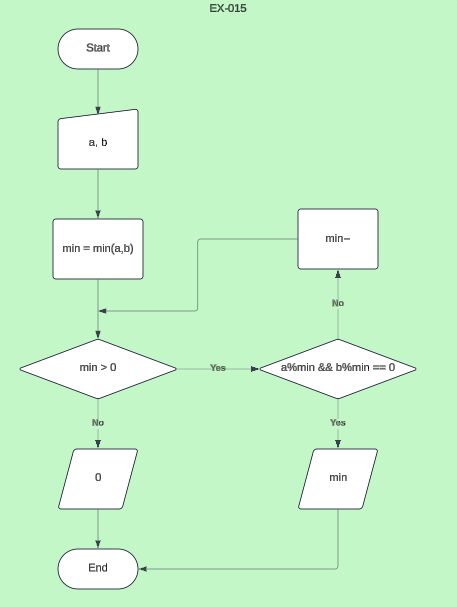 EX-015
Start
a, b
min = min(a,b)
min–
No
min > 0
Yes
a%min && b%min == 0
No
Yes
0
min
End